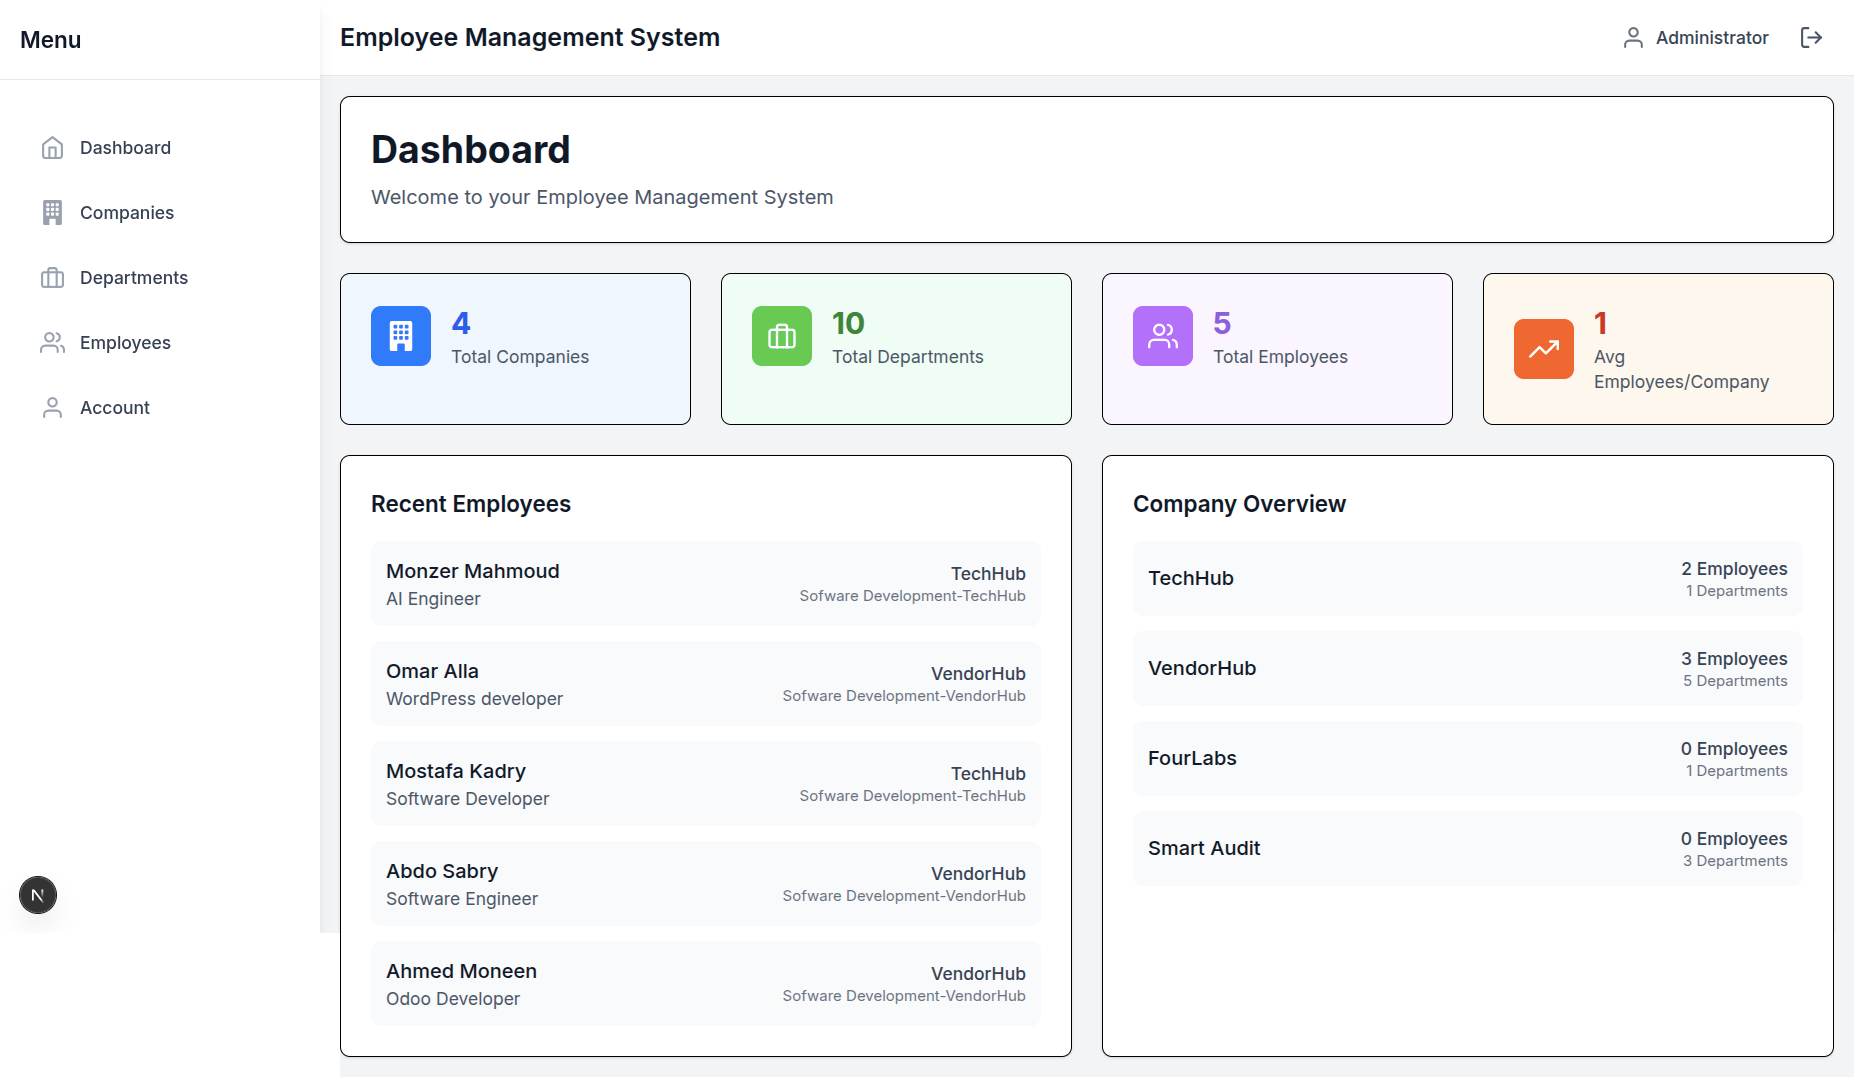 Menu
Dashboard
Companies
Departments
Employees
Account
N
Employee Management System
Administrator
Dashboard
Welcome to your Employee Management System
4
Total Companies
10
Total Departments
5
Total Employees
1
Avg
Employees/Company
Recent Employees
Monzer Mahmoud
AI Engineer
TechHub
Sofware Development-TechHub
Omar Alla
WordPress developer
VendorHub
Sofware Development-VendorHub
Mostafa Kadry
Software Developer
TechHub
Sofware Development-TechHub
Abdo Sabry
Software Engineer
VendorHub
Sofware Development-VendorHub
Ahmed Moneen
Odoo Developer
VendorHub
Sofware Development-VendorHub
Company Overview
TechHub
2 Employees
1 Departments
VendorHub
3 Employees
5 Departments
FourLabs
0 Employees
1 Departments
Smart Audit
0 Employees
3 Departments